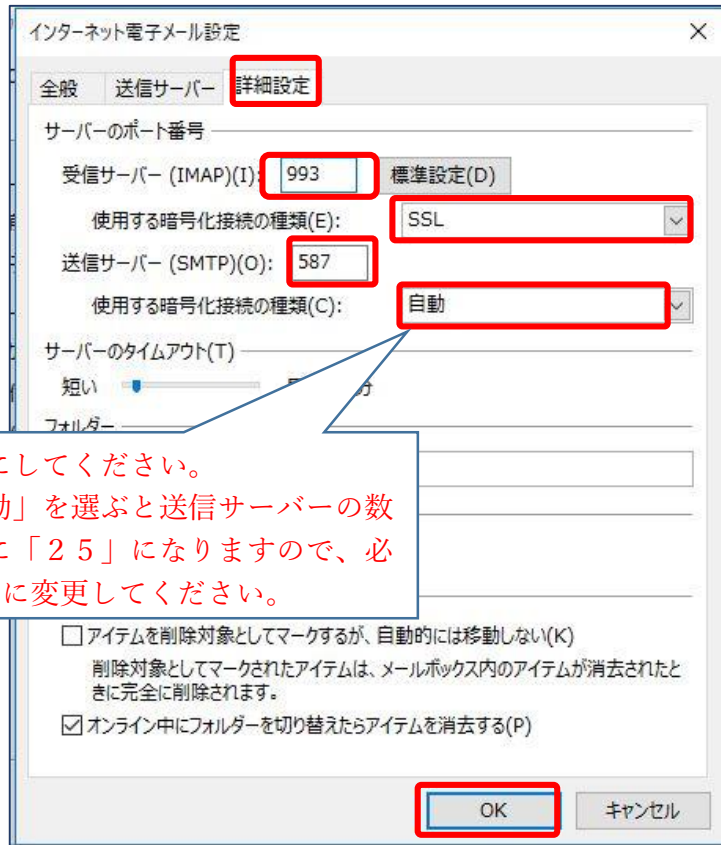 インターネット電子メール設定
全般 送信サーバー 詳細設定
サーバーのポート番号
受信サーバー (IMAP)(I): 993 標準設定(D)
使用する暗号化接続の種類(E): SSL
送信サーバー (SMTP)(O): 587
使用する暗号化接続の種類(C): 自動
サーバーのタイムアウト(T)
短い
フォルダー
にしてください。
動」を選ぶと送信サーバーの数
に「２５」になりますので、必
に変更してください。
アイテムを削除対象としてマークするが、自動的には移動しない(K)
削除対象としてマークされたアイテムは、メールボックス内のアイテムが消去されたと
きに完全に削除されます。
オンライン中にフォルダーを切り替えたらアイテムを消去する(P)
OK キャンセル